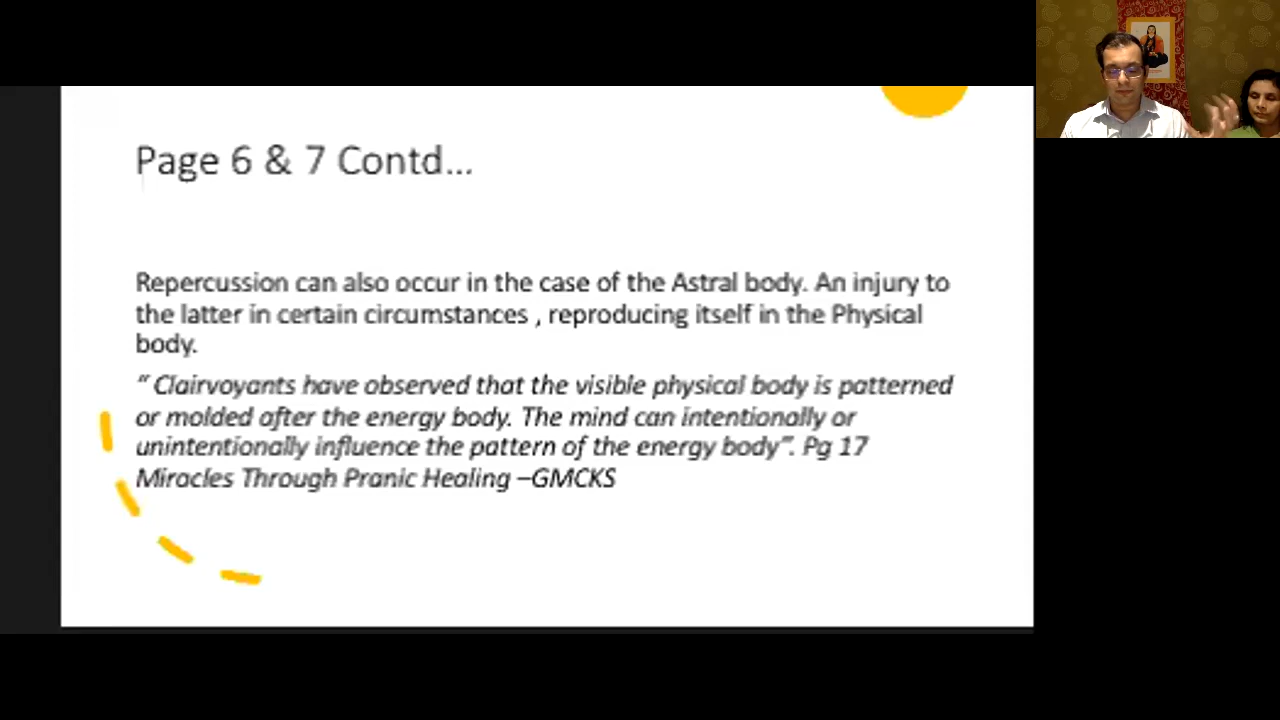 Page 6 & 7 Contd...
Repercussion can also occur in the case of the Astral body. An injury to
the latter in certain circumstances , reproducing itself in the Physical
body.
“ Clairvoyants have observed that the visible physical body is patterned
or molded after the energy body. The mind can intentionally or
unintentionally influence the pattern of the energy body”. Pg 17
Miracles Through Pranic Healing –GMCKS